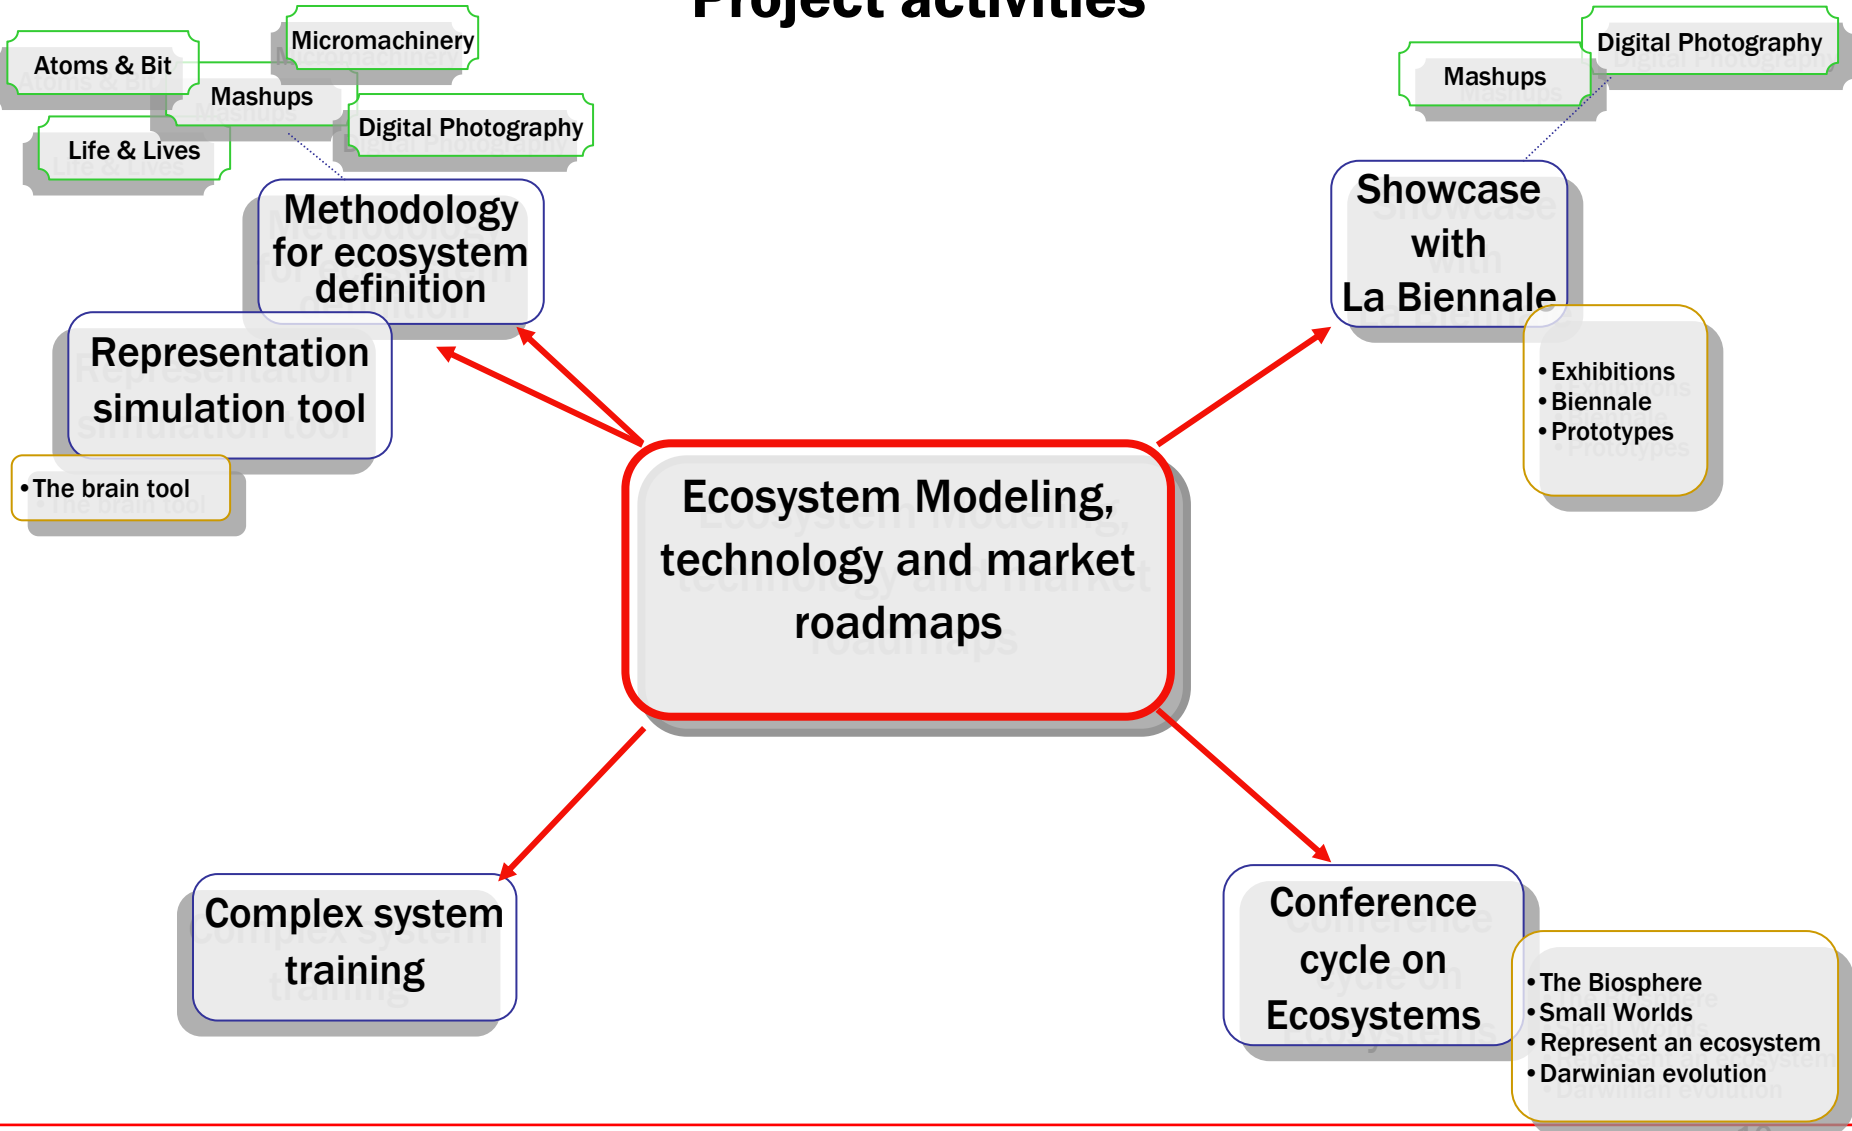 Project activities
Atoms & Bit
Micromachinery
Mashups
Life & Lives
Digital Photography
Mashups
Digital Photography
Methodology
for ecosystem
definition
Representation
simulation tool
•The brain tool
Showcase
with
La Biennale
•Exhibitions
•Biennale
•Prototypes
Ecosystem Modeling,
technology and market
roadmaps
Complex system
training
Conference
cycle on
Ecosystems
•The Biosphere
•Small Worlds
•Represent an ecosystem
•Darwinian evolution